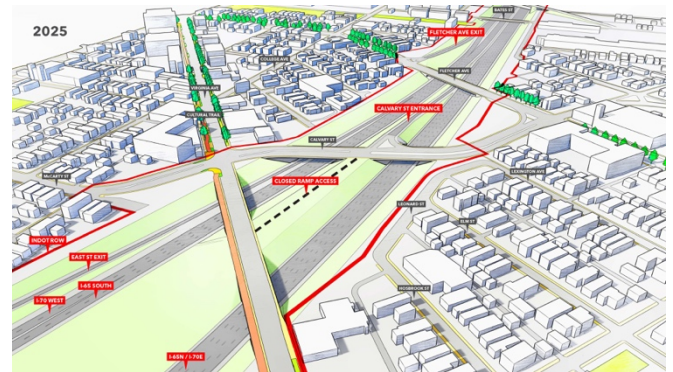 2025
BATES ST
FLETCHER AVE EXIT
COLLEGE AVE
FLETCHER AVE
VIRGINIA AVE
CALVARY ST ENTRANCE
CULTURAL TRAIL
CALVARY ST
McCARTY ST
CLOSED RAMP ACCESS
LEXINGTON AVE
LEONARD ST
ELM ST
INDOT ROW
EAST ST EXIT
I-65 SOUTH
HOSBROOK ST
I-70 WEST
I-65N / I-70E